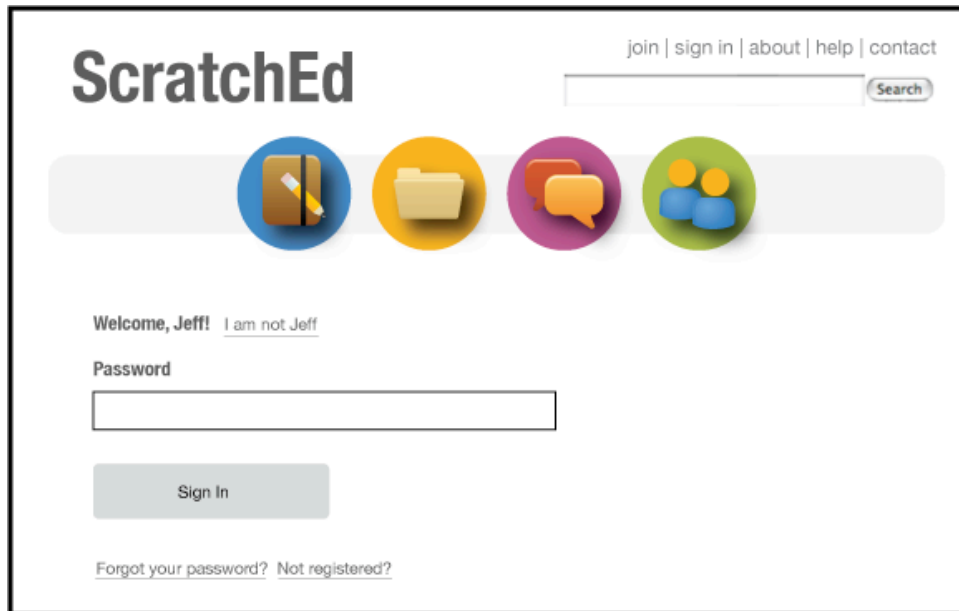 join | sign in | about | help | contact
ScratchEd
Search
Welcome, Jeff! I am not Jeff
Password
Sign In
Forgot your password? Not registered?